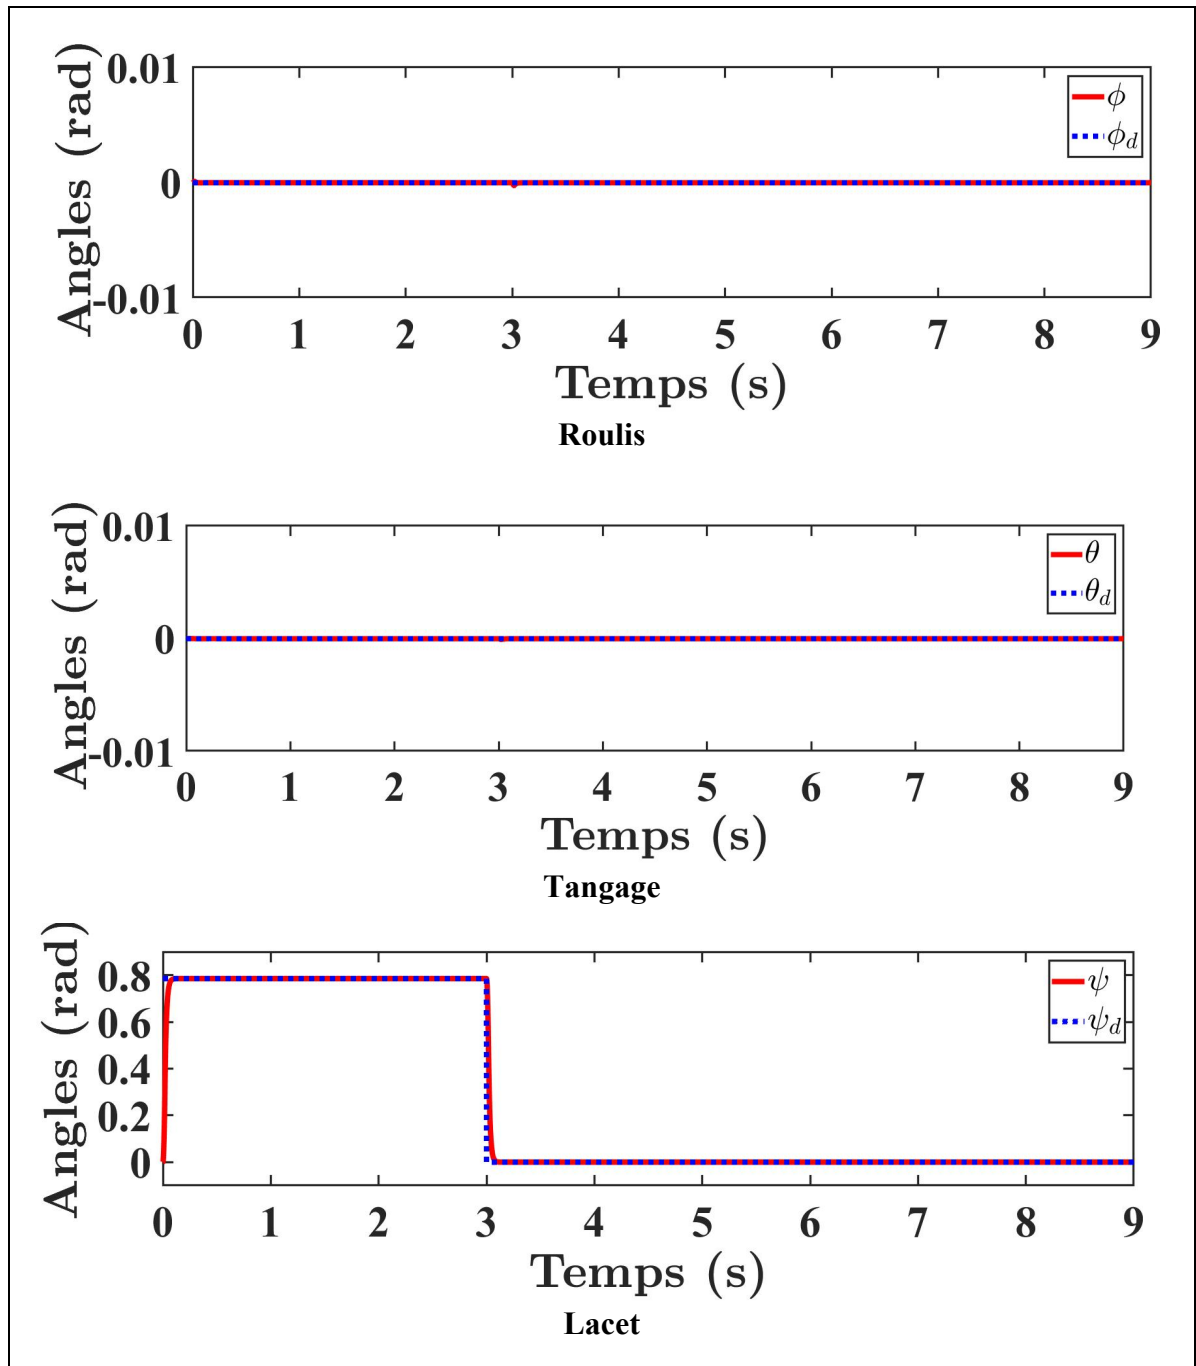 Angles (rad)
0.01
0
-0.01
ϕ
ϕd
0 1 2 3 4 5 6 7 8 9
Temps (s)
Roulis
Angles (rad)
0.01
0
-0.01
θ
θd
0 1 2 3 4 5 6 7 8 9
Temps (s)
Tangage
Angles (rad)
0.8
0.6
0.4
0.2
0
ψ
ψd
0 1 2 3 4 5 6 7 8 9
Temps (s)
Lacet